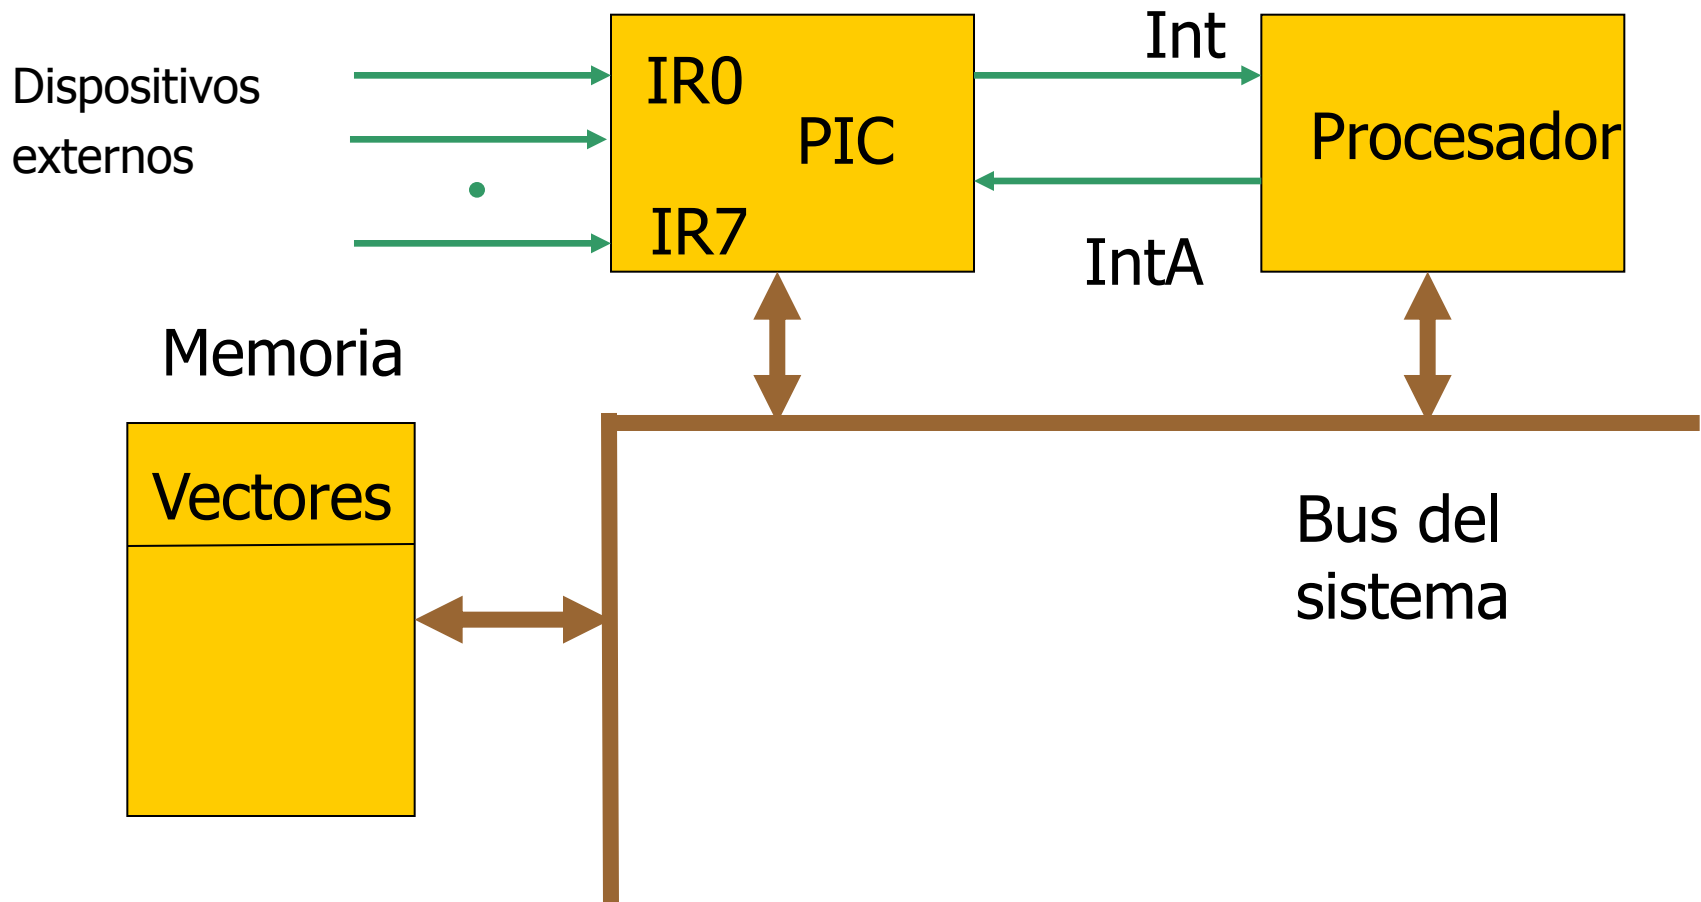 Dispositivos
externos
IR0
PIC
IR7
Int
IntA
Procesador
Memoria
Vectores
Bus del
sistema